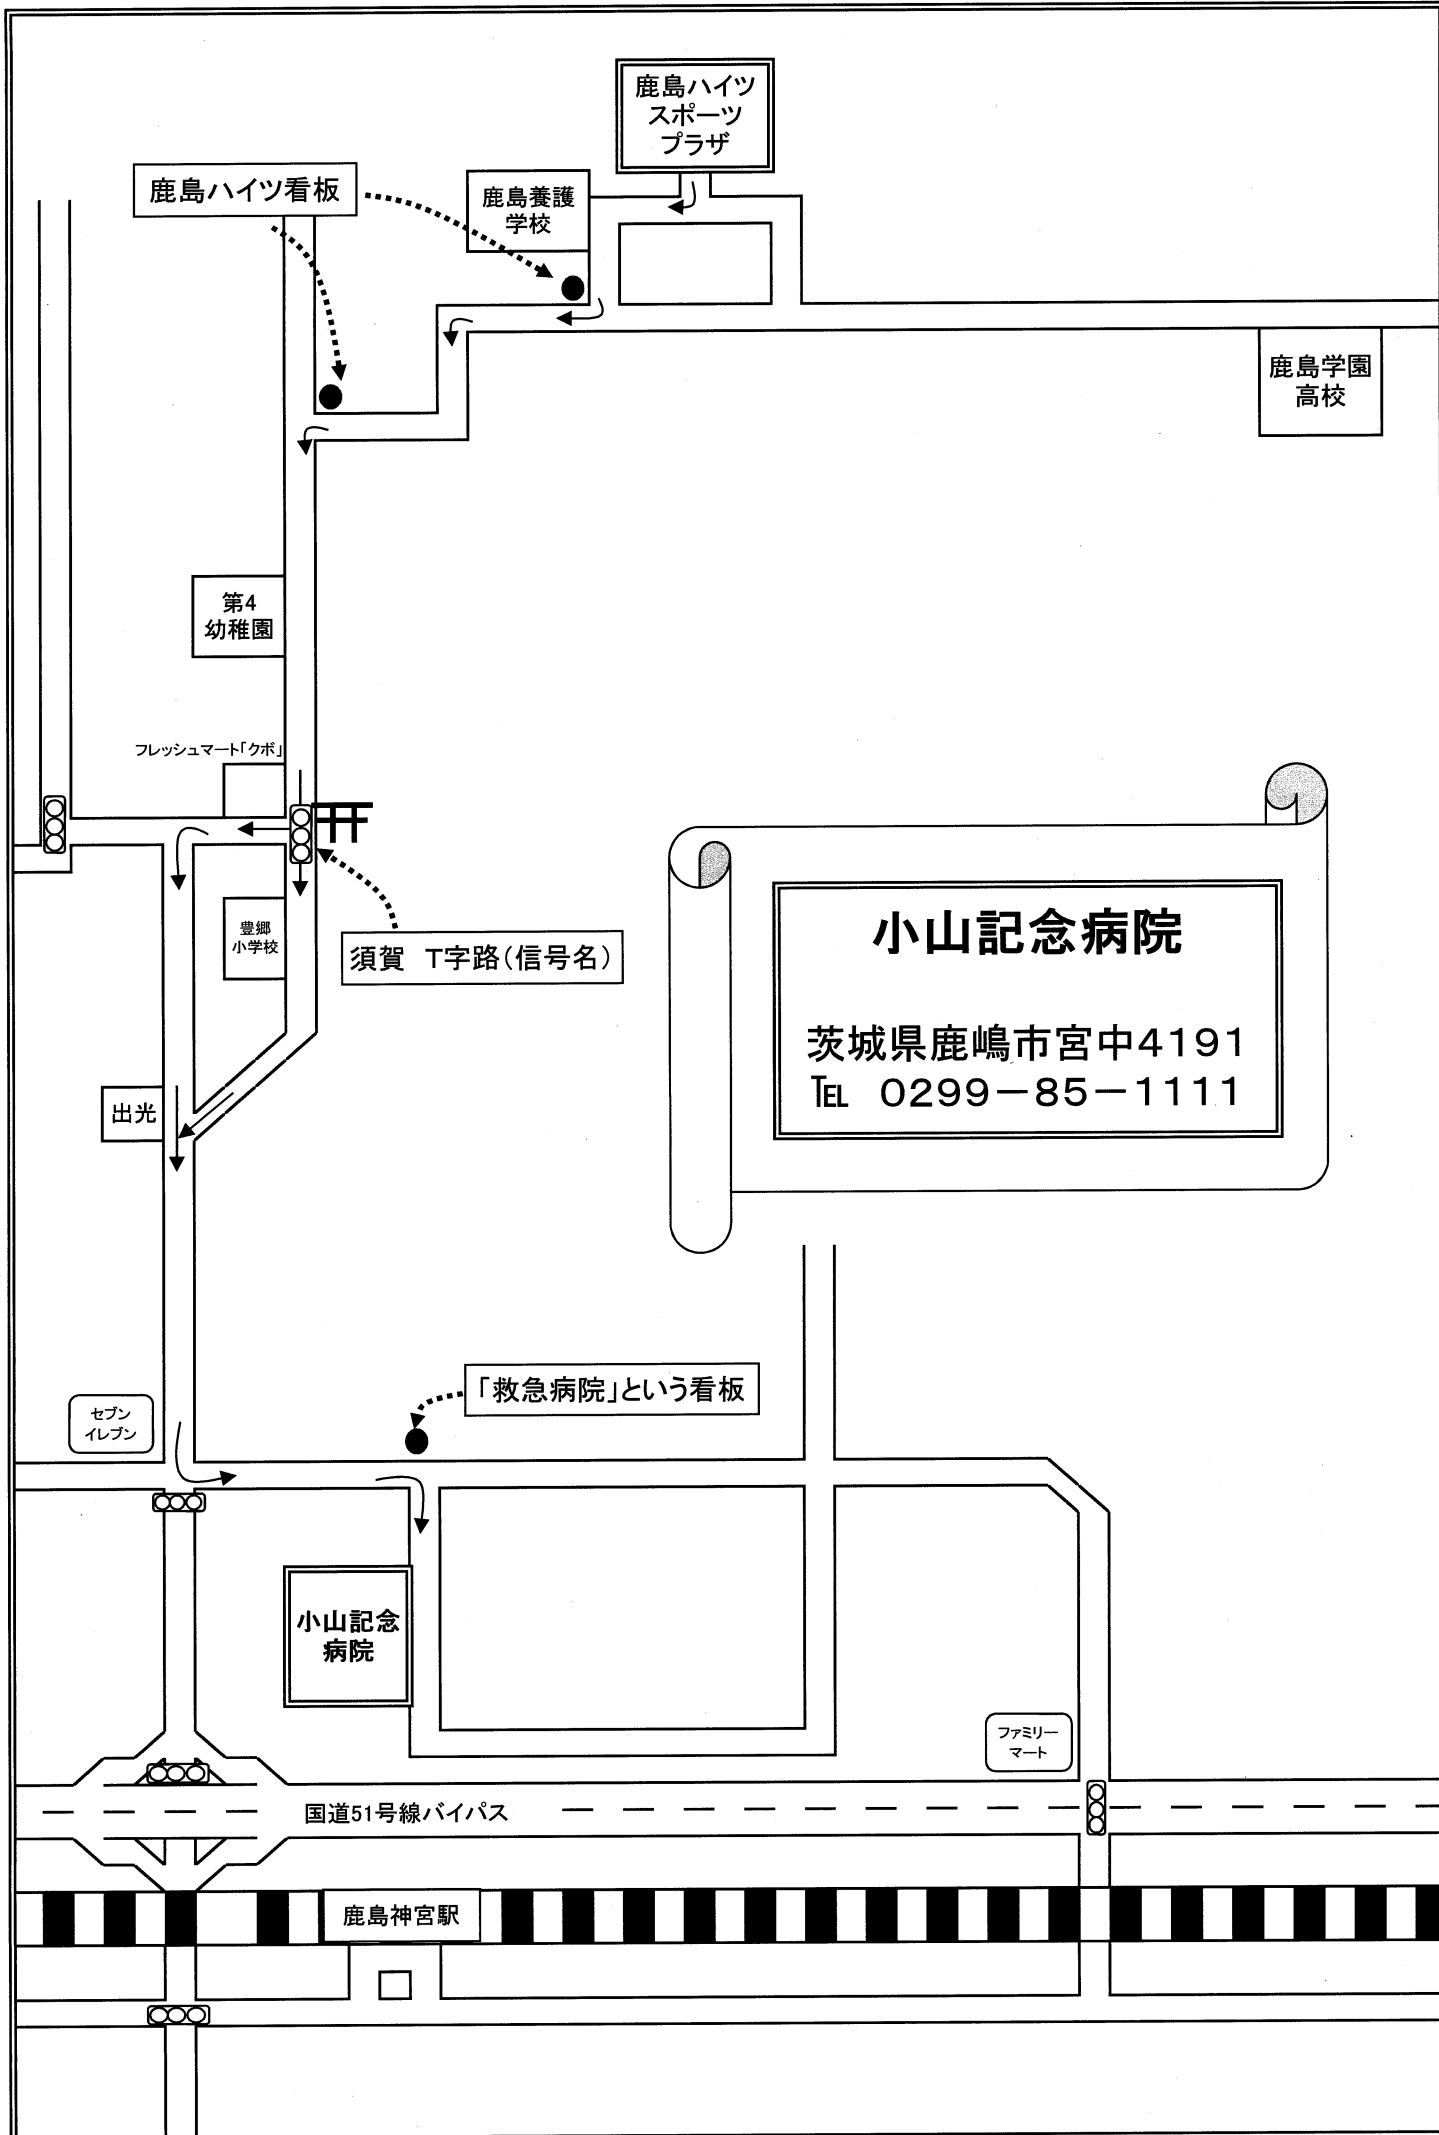 鹿島ハイツ
スポーツ
プラザ
鹿島ハイツ看板
鹿島養護
学校
鹿島学園
高校
第4
幼稚園
フレッシュマート「クボ」
豊郷
小学校
須賀　T字路(信号名)
小山記念病院
茨城県鹿嶋市宮中4191
℡　0299－85－1111
出光
「救急病院」という看板
セブン
イレブン
小山記念
病院
ファミリー
マート
国道51号線バイパス
鹿島神宮駅